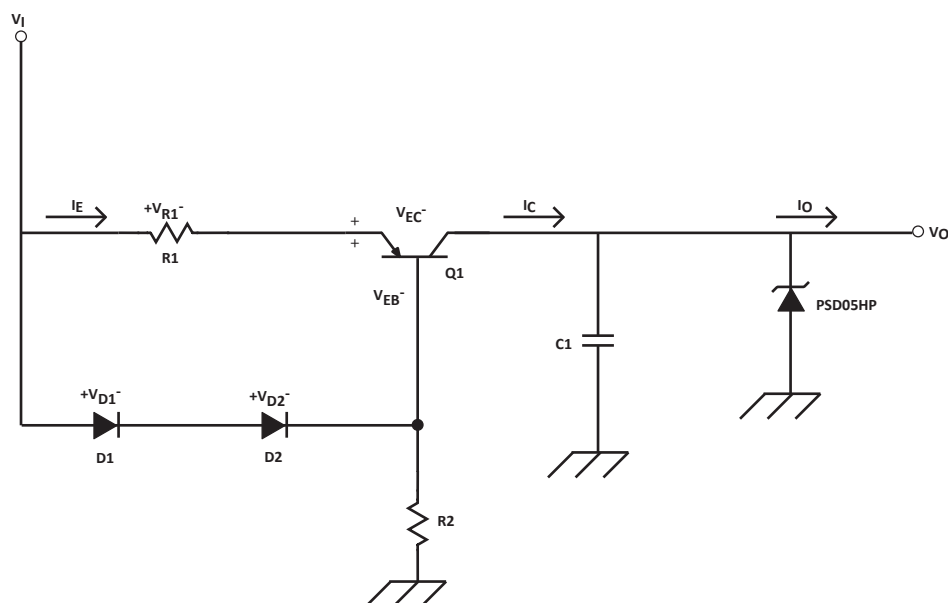 VI
IE
+VR1-
R1
+
+
VEC-
VEB-
Q1
IC
IO
VO
PSD05HP
C1
+VD1-
D1
+VD2-
D2
R2